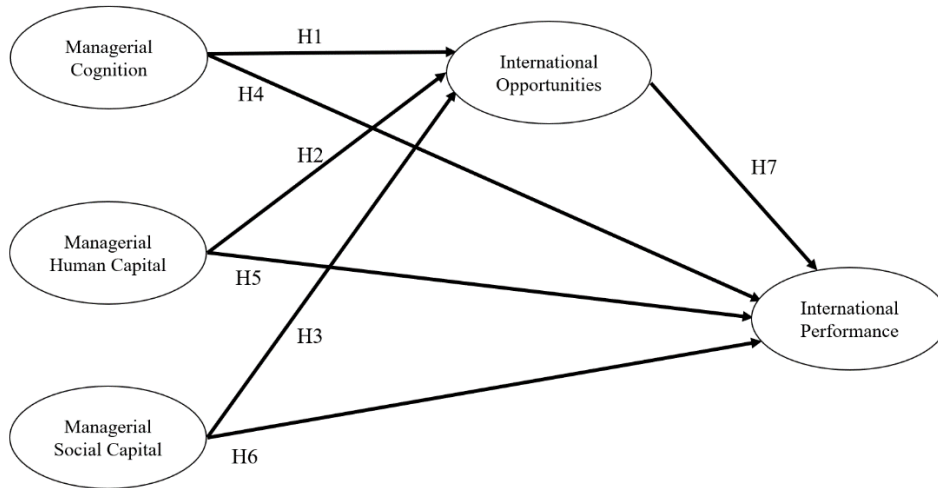 Managerial
Cognition
H1
International
Opportunities
H4
H2
H7
Managerial
Human Capital
H5
International
Performance
H3
Managerial
Social Capital
H6